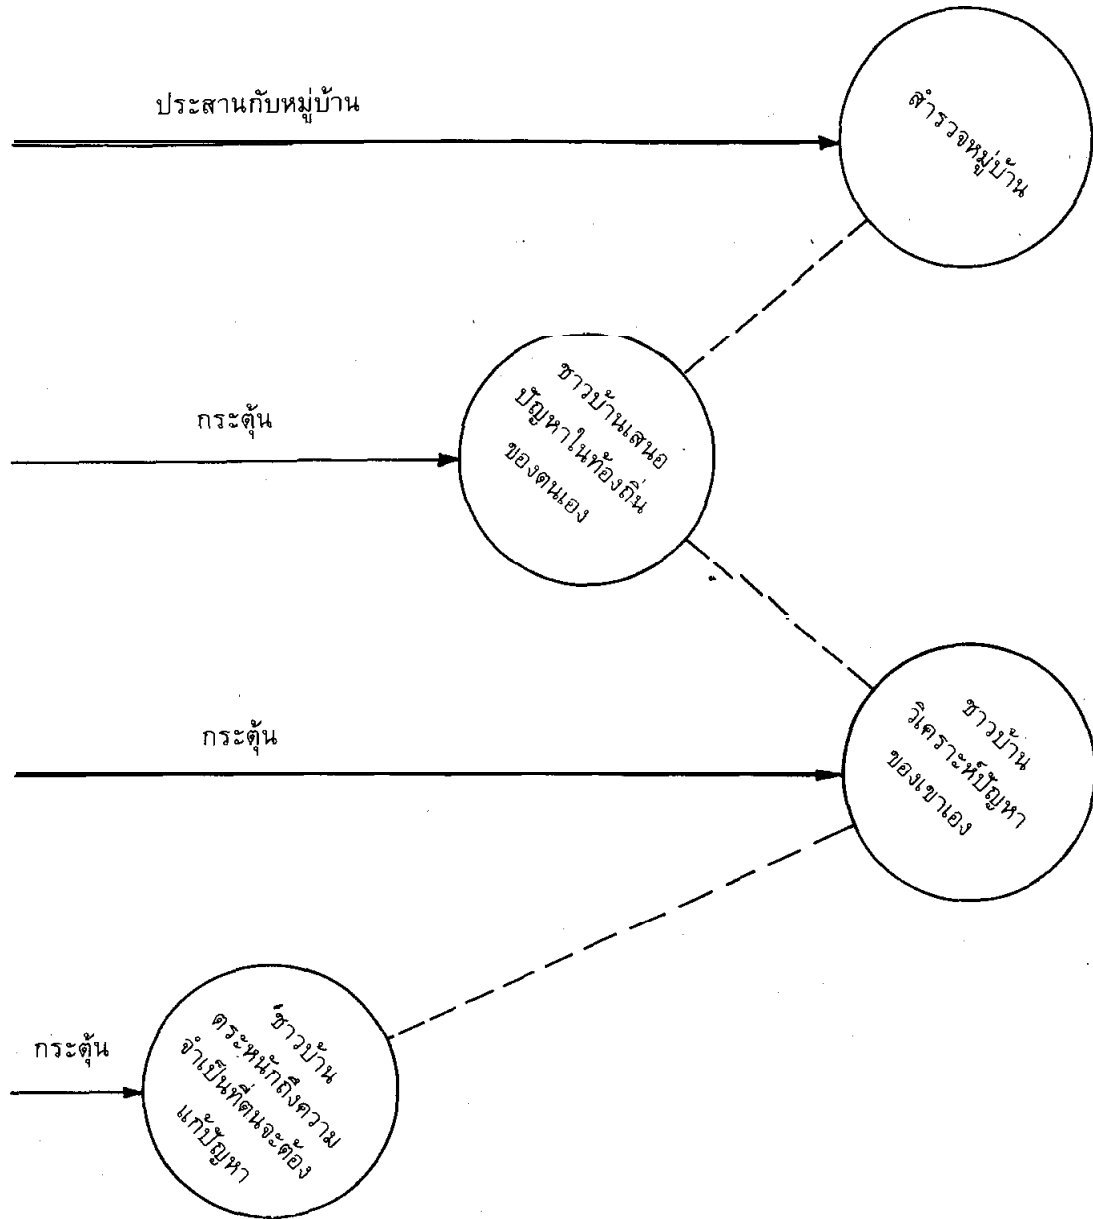 ประสานกับหมู่บ้าน
สำรวจหมู่บ้าน
กระตุ้น
ชาวบ้านเสนอ
ปัญหาในท้องถิ่น
ของตนเอง
กระตุ้น
ชาวบ้าน
วิเคราะห์ปัญหา
ของเขาเอง
กระตุ้น
ชาวบ้าน
ตระหนักถึงความ
จำเป็นที่ตนจะต้อง
แก้ปัญหา